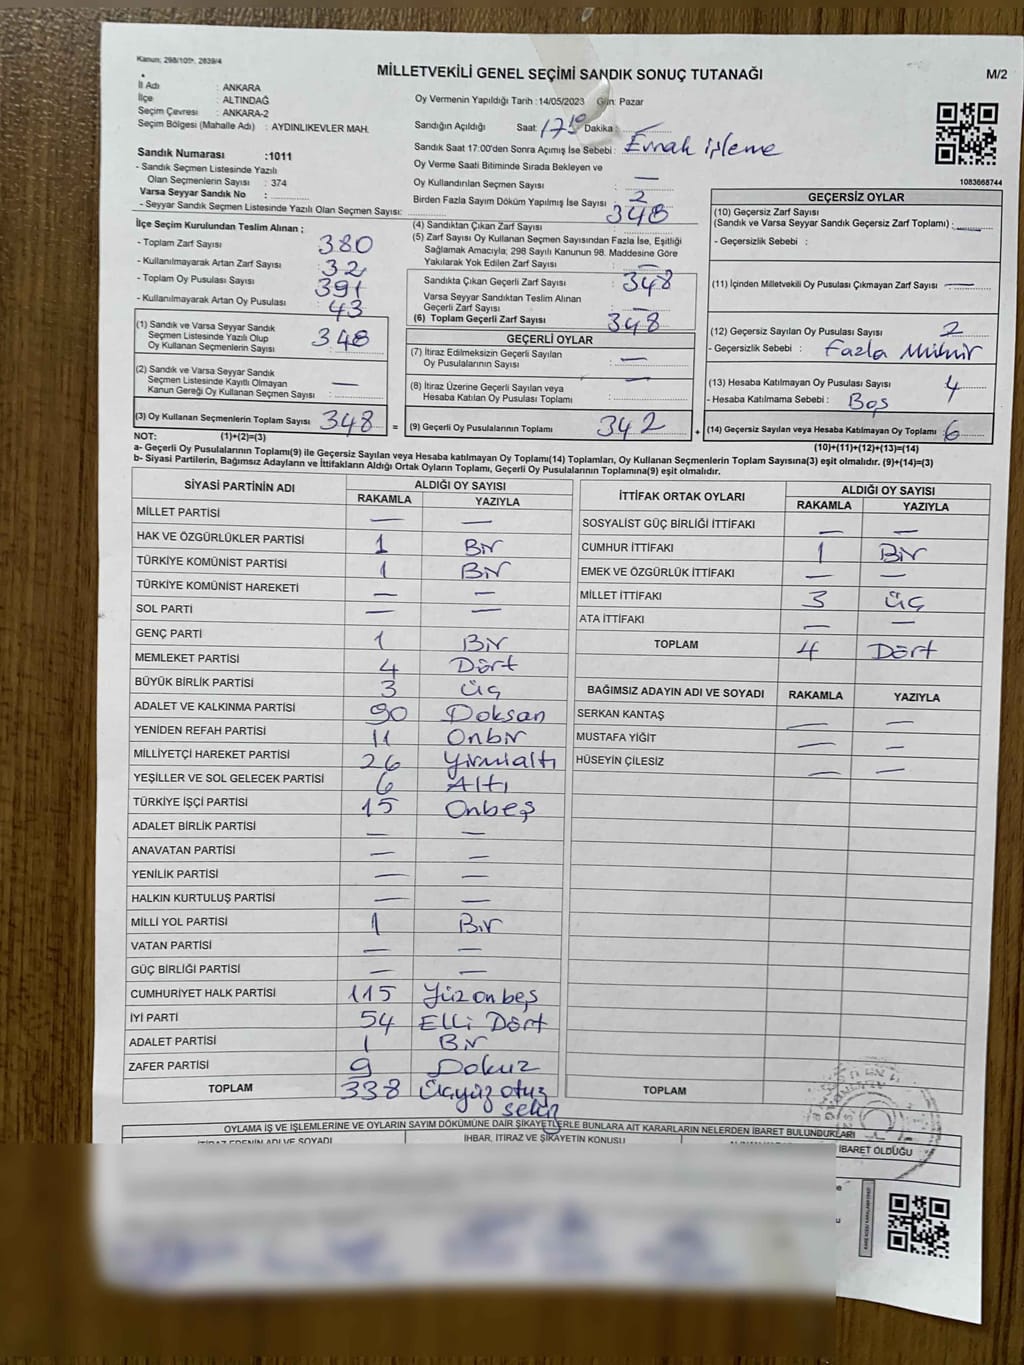 Kanun: 298/105, 2839/4
MİLLETVEKİLİ GENEL SEÇİMİ SANDIK SONUÇ TUTANAĞI
M/2
İl Adı : ANKARA
İlçe : ALTINDAĞ
Seçim Çevresi : ANKARA-2
Seçim Bölgesi (Mahalle Adı) : AYDINLIKEVLER MAH.
Sandık Numarası :1011
- Sandık Seçmen Listesinde Yazılı
Olan Seçmenlerin Sayısı : 374
Varsa Seyyar Sandık No :
- Seyyar Sandık Seçmen Listesinde Yazılı Olan Seçmen Sayısı:
Oy Vermenin Yapıldığı Tarih :14/05/2023 Gün: Pazar
Sandığın Açıldığı Saat: 17 10 Dakika :
Sandık Saat 17:00'den Sonra Açımış İse Sebebi : Evrak işleme
Oy Verme Saati Bitiminde Sırada Bekleyen ve
Oy Kullandırılan Seçmen Sayısı : —
Birden Fazla Sayım Döküm Yapılmış İse Sayısı : 2
1083668744
İlçe Seçim Kurulundan Teslim Alınan ;
- Toplam Zarf Sayısı : 380
- Kullanılmayarak Artan Zarf Sayısı : 32
- Toplam Oy Pusulası Sayısı : 391
- Kullanılmayarak Artan Oy Pusulası : 43
(1) Sandık ve Varsa Seyyar Sandık
Seçmen Listesinde Yazılı Olup
Oy Kullanan Seçmenlerin Sayısı : 348
(2) Sandık ve Varsa Seyyar Sandık
Seçmen Listesinde Kayıtlı Olmayan
Kanun Gereği Oy Kullanan Seçmen Sayısı : —
(3) Oy Kullanan Seçmenlerin Toplam Sayısı 348
(4) Sandıktan Çıkan Zarf Sayısı : 348
(5) Zarf Sayısı Oy Kullanan Seçmen Sayısından Fazla İse, Eşitliği
Sağlamak Amacıyla; 298 Sayılı Kanunun 98. Maddesine Göre
Yakılarak Yok Edilen Zarf Sayısı : —
Sandıkta Çıkan Geçerli Zarf Sayısı : 348
Varsa Seyyar Sandıktan Teslim Alınan
Geçerli Zarf Sayısı : —
(6) Toplam Geçerli Zarf Sayısı : 348
GEÇERLİ OYLAR
(7) İtiraz Edilmeksizin Geçerli Sayılan
Oy Pusulalarının Sayısı : —
(8) İtiraz Üzerine Geçerli Sayılan veya
Hesaba Katılan Oy Pusulası Toplamı : —
= (9) Geçerli Oy Pusulalarının Toplamı 342
GEÇERSİZ OYLAR
(10) Geçersiz Zarf Sayısı
(Sandık ve Varsa Seyyar Sandık Geçersiz Zarf Toplamı) :
- Geçersizlik Sebebi :
(11) İçinden Milletvekili Oy Pusulası Çıkmayan Zarf Sayısı : —
(12) Geçersiz Sayılan Oy Pusulası Sayısı : 2
- Geçersizlik Sebebi : Fazla Mühür
(13) Hesaba Katılmayan Oy Pusulası Sayısı : 4
- Hesaba Katılmama Sebebi : Boş
+ (14) Geçersiz Sayılan veya Hesaba Katılmayan Oy Toplamı 6
NOT: (1)+(2)=(3)
(10)+(11)+(12)+(13)=(14)
a- Geçerli Oy Pusulasının Toplamı(9) ile Geçersiz Sayılan veya Hesaba katılmayan Oy Toplamı(14) Toplamları, Oy Kullanan Seçmenlerin Toplam Sayısına(3) eşit olmalıdır. (9)+(14)=(3)
b- Siyasi Partilerin, Bağımsız Adayların ve İttifakların Aldığı Ortak Oyların Toplamı, Geçerli Oy Pusulalarının Toplamına(9) eşit olmalıdır.
SİYASİ PARTİNİN ADI ALDIĞI OY SAYISI
RAKAMLA YAZIYLA
MİLLET PARTİSİ — —
HAK VE ÖZGÜRLÜKLER PARTİSİ 1 Bir
TÜRKİYE KOMÜNİST PARTİSİ 1 Bir
TÜRKİYE KOMÜNİST HAREKETİ — —
SOL PARTİ — —
GENÇ PARTİ 1 Bir
MEMLEKET PARTİSİ 4 Dört
BÜYÜK BİRLİK PARTİSİ 3 üç
ADALET VE KALKINMA PARTİSİ 90 Doksan
YENİDEN REFAH PARTİSİ 11 Onbir
MİLLİYETÇİ HAREKET PARTİSİ 26 Yirmialtı
YEŞİLLER VE SOL GELECEK PARTİSİ 6 Altı
TÜRKİYE İŞÇİ PARTİSİ 15 Onbeş
ADALET BİRLİK PARTİSİ — —
ANAVATAN PARTİSİ — —
YENİLİK PARTİSİ — —
HALKIN KURTULUŞ PARTİSİ — —
MİLLİ YOL PARTİSİ 1 Bir
VATAN PARTİSİ — —
GÜÇ BİRLİĞİ PARTİSİ — —
CUMHURİYET HALK PARTİSİ 115 Yüzonbeş
İYİ PARTİ 54 Elli Dört
ADALET PARTİSİ 1 Bir
ZAFER PARTİSİ 9 Dokuz
TOPLAM 338 Üçyüz otuz
sekiz
İTTİFAK ORTAK OYLARI ALDIĞI OY SAYISI
RAKAMLA YAZIYLA
SOSYALİST GÜÇ BİRLİĞİ İTTİFAKI — —
CUMHUR İTTİFAKI 1 Bir
EMEK VE ÖZGÜRLÜK İTTİFAKI — —
MİLLET İTTİFAKI 3 üç
ATA İTTİFAKI — —
TOPLAM 4 Dört
BAĞIMSIZ ADAYIN ADI VE SOYADI RAKAMLA YAZIYLA
SERKAN KANTAŞ — —
MUSTAFA YİĞİT — —
HÜSEYİN ÇİLESİZ — —
TOPLAM
OYLAMA İŞ VE İŞLEMLERİNE VE OYLARIN SAYIM DÖKÜMÜNE DAİR ŞİKAYETLERLE BUNLARA AİT KARARLARIN NELERDEN İBARET BULUNDUKLARI
İTİRAZ EDENİN ADI VE SOYADI
İHBAR, İTİRAZ VE ŞİKAYETİN KONUSU
İBARET OLDUĞU